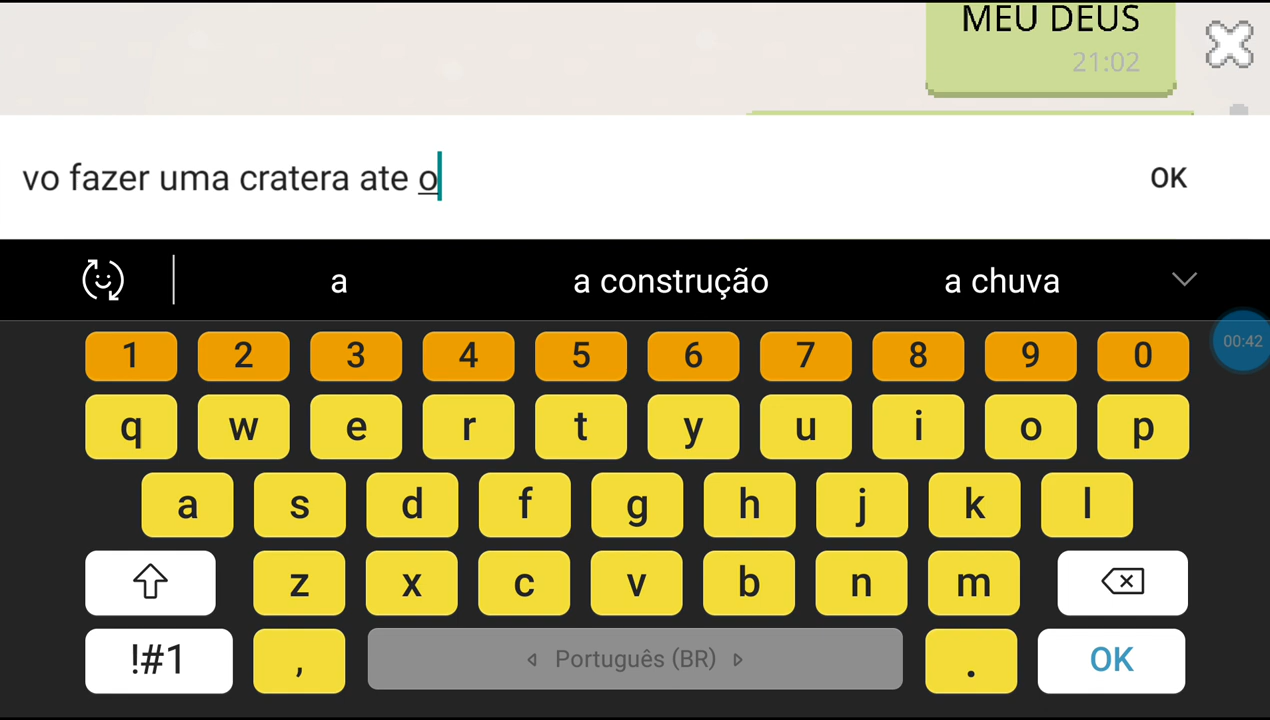 MEU DEUS
21:02
vo fazer uma cratera ate o
OK
a
a construção
a chuva
00:42
1 2 3 4 5 6 7 8 9 0
q w e r t y u i o p
a s d f g h j k l
z x c v b n m
!#1 , Português (BR) . OK